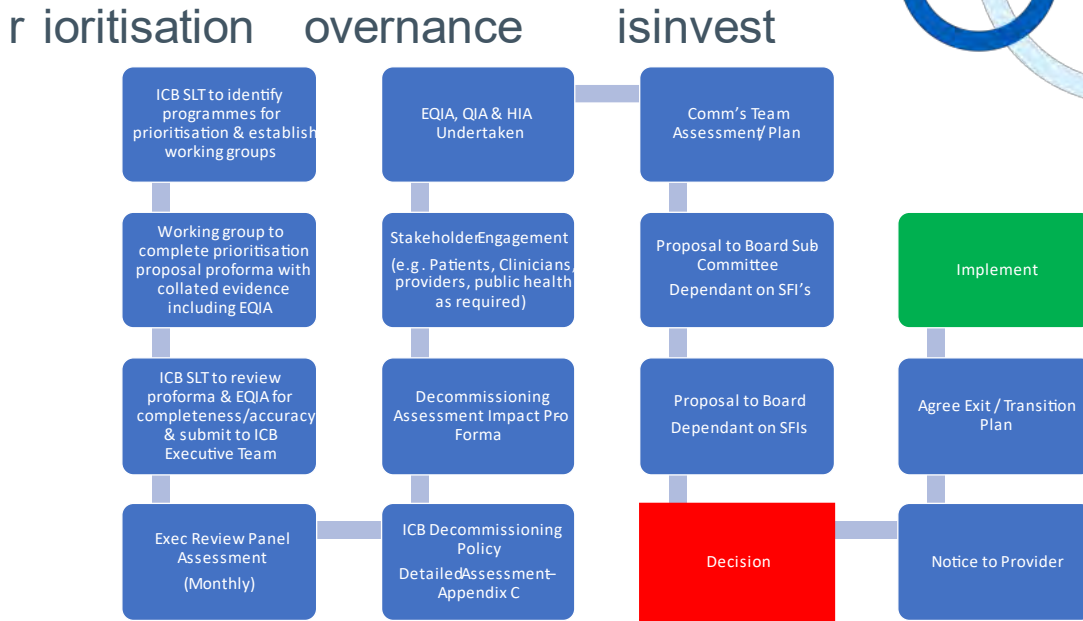 r ioritisation overnance isinvest
ICB SLT to identify
programmes for
prioritisation & establish
working groups
Working group to
complete prioritisation
proposal proforma with
collated evidence
including EQIA
ICB SLT to review
proforma & EQIA for
completeness/accuracy
& submit to ICB
Executive Team
Exec Review Panel
Assessment
(Monthly)
ICB Decommissioning
Policy
Detailed Assessment–
Appendix C
Decommissioning
Assessment Impact Pro
Forma
Stakeholder Engagement
(e.g. Patients, Clinicians,
providers, public health
as required)
EQIA, QIA & HIA
Undertaken
Comm's Team
Assessment/ Plan
Proposal to Board Sub
Committee
Dependant on SFI's
Proposal to Board
Dependant on SFIs
Decision
Notice to Provider
Agree Exit / Transition
Plan
Implement